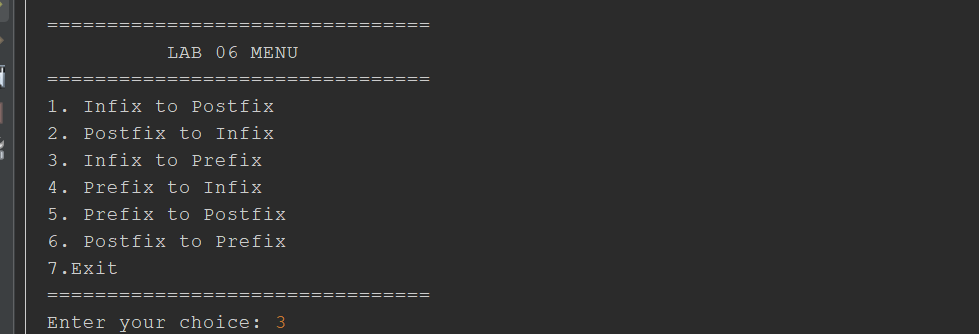 ================================
LAB 06 MENU
================================
1. Infix to Postfix
2. Postfix to Infix
3. Infix to Prefix
4. Prefix to Infix
5. Prefix to Postfix
6. Postfix to Prefix
7.Exit
================================
Enter your choice: 3